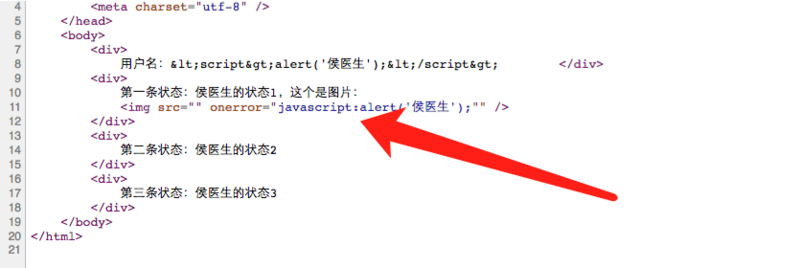 4 <meta charset="utf-8" />
5 </head>
6 <body>
7 <div>
8 用户名：&lt;script&gt;alert('侯医生');&lt;/script&gt; </div>
9 <div>
10 第一条状态：侯医生的状态1，这个是图片：
11 <img src="" onerror="javascript:alert('侯医生');"" />
12 </div>
13 <div>
14 第二条状态：侯医生的状态2
15 </div>
16 <div>
17 第三条状态：侯医生的状态3
18 </div>
19 </body>
20 </html>
21